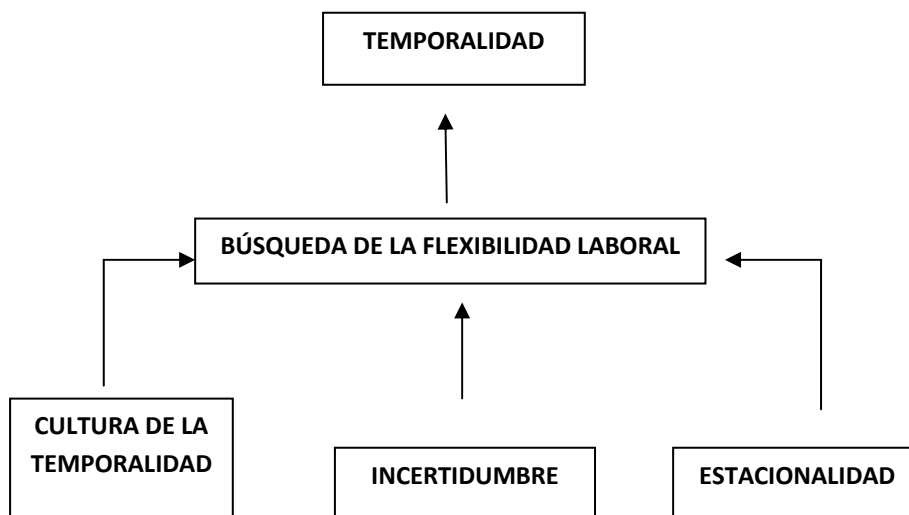 TEMPORALIDAD
BÚSQUEDA DE LA FLEXIBILIDAD LABORAL
CULTURA DE LA
TEMPORALIDAD
INCERTIDUMBRE
ESTACIONALIDAD